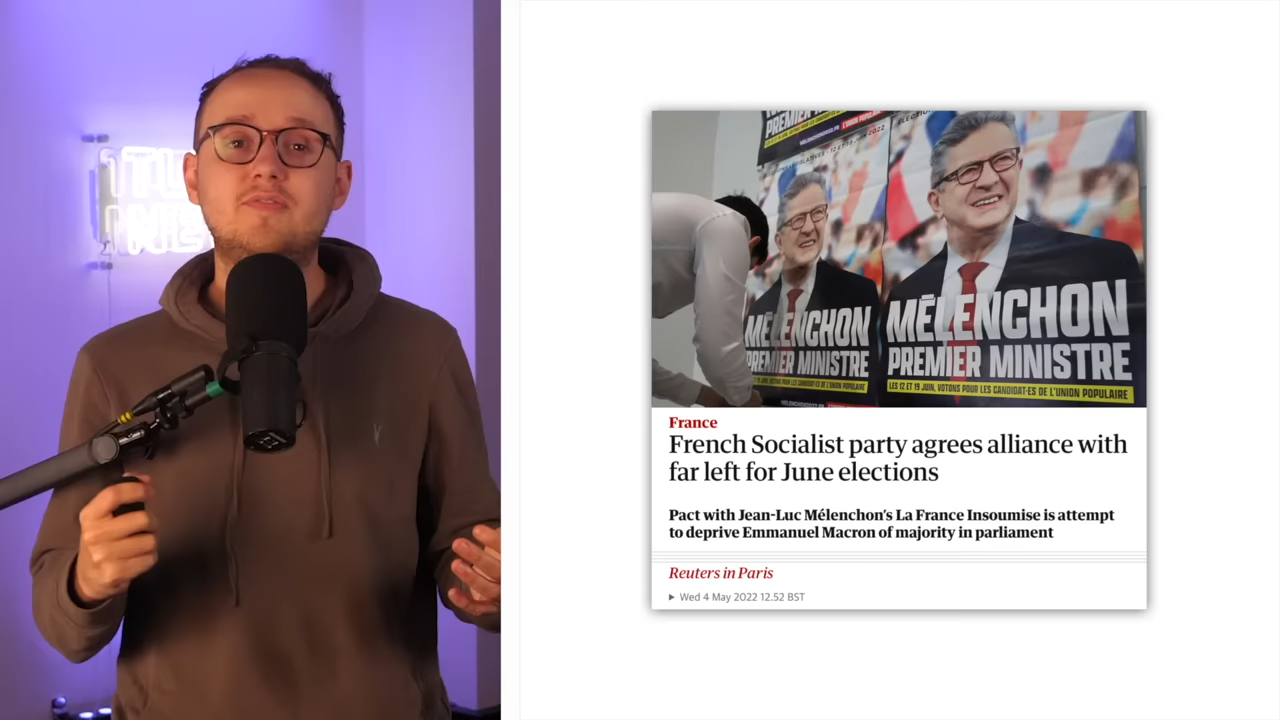 MÉLENCHON
PREMIER MINISTRE
MÉLENCHON
PREMIER MINISTRE
LES 12 ET 19 JUIN, VOTONS POUR LES CANDIDAT·ES DE L'UNION POPULAIRE
France
French Socialist party agrees alliance with
far left for June elections
Pact with Jean-Luc Mélenchon's La France Insoumise is attempt
to deprive Emmanuel Macron of majority in parliament
Reuters in Paris
Wed 4 May 2022 12.52 BST